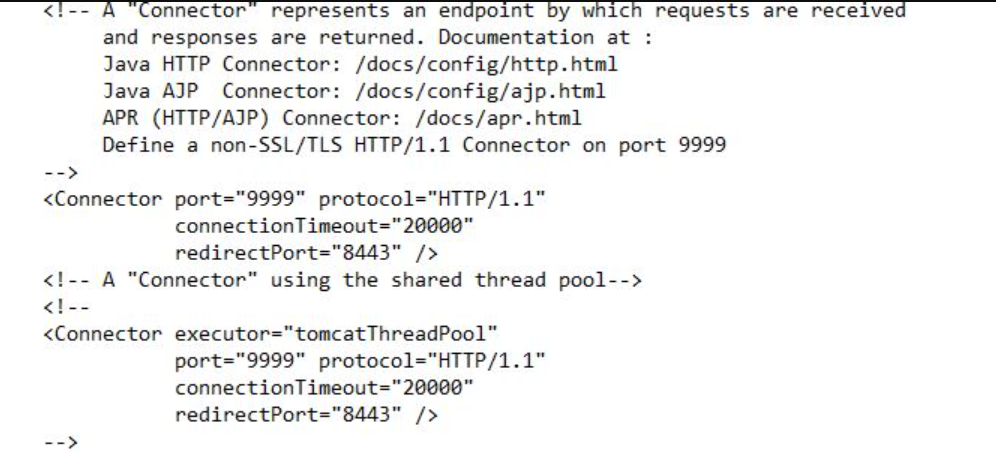 <!-- A "Connector" represents an endpoint by which requests are received
and responses are returned. Documentation at :
Java HTTP Connector: /docs/config/http.html
Java AJP  Connector: /docs/config/ajp.html
APR (HTTP/AJP) Connector: /docs/apr.html
Define a non-SSL/TLS HTTP/1.1 Connector on port 9999
-->
<Connector port="9999" protocol="HTTP/1.1"
connectionTimeout="20000"
redirectPort="8443" />
<!-- A "Connector" using the shared thread pool-->
<!--
<Connector executor="tomcatThreadPool"
port="9999" protocol="HTTP/1.1"
connectionTimeout="20000"
redirectPort="8443" />
-->